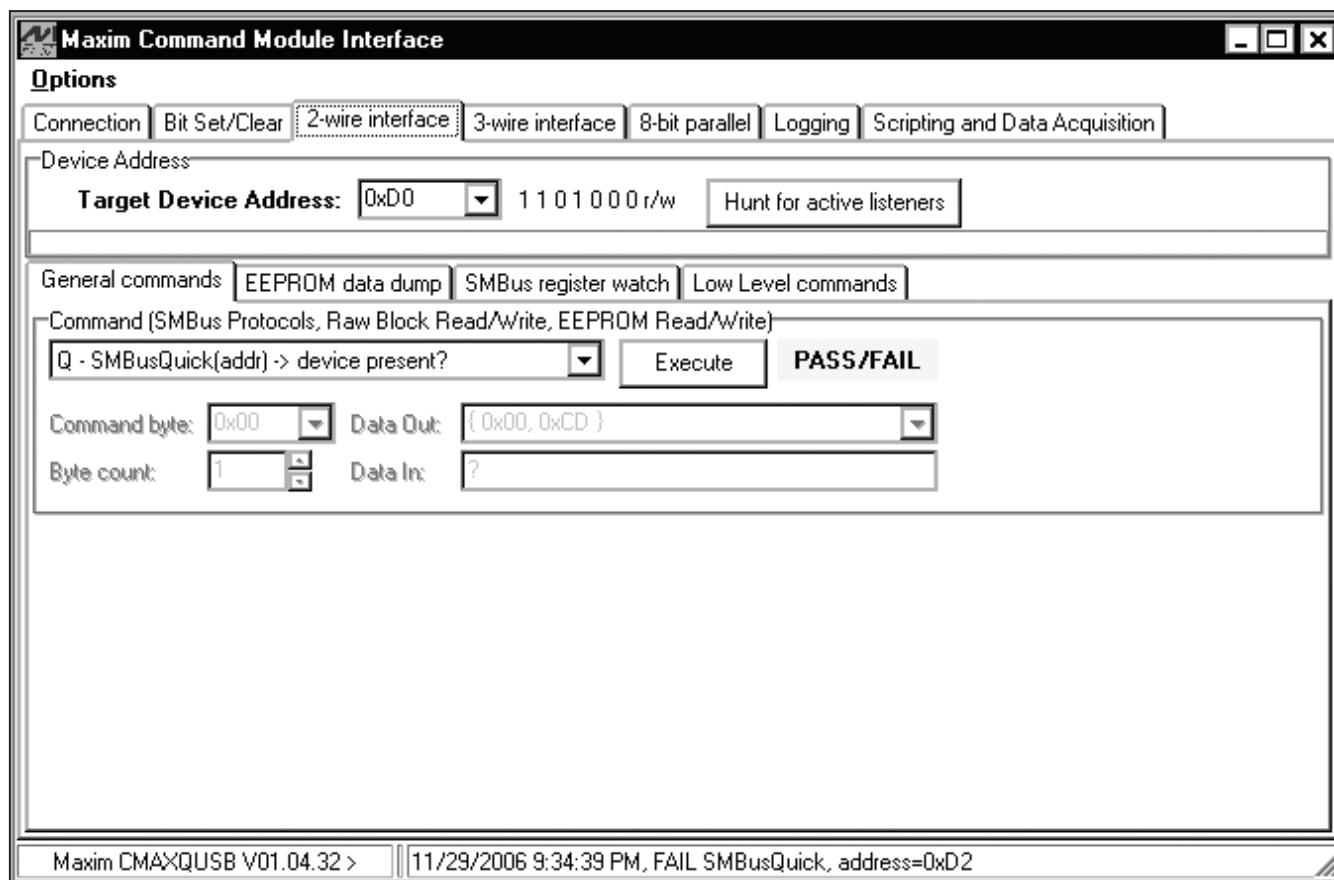 Maxim Command Module Interface
Options
Connection Bit Set/Clear 2-wire interface 3-wire interface 8-bit parallel Logging Scripting and Data Acquisition
Device Address
Target Device Address: 0xD0 1 1 0 1 0 0 0 r/w Hunt for active listeners
General commands EEPROM data dump SMBus register watch Low Level commands
Command (SMBus Protocols, Raw Block Read/Write, EEPROM Read/Write)
Q - SMBusQuick(addr) -> device present? Execute PASS/FAIL
Command byte: 0x00 Data Out: { 0x00, 0xCD }
Byte count: 1 Data In: ?
Maxim CMAXQUSB V01.04.32 > 11/29/2006 9:34:39 PM, FAIL SMBusQuick, address=0xD2